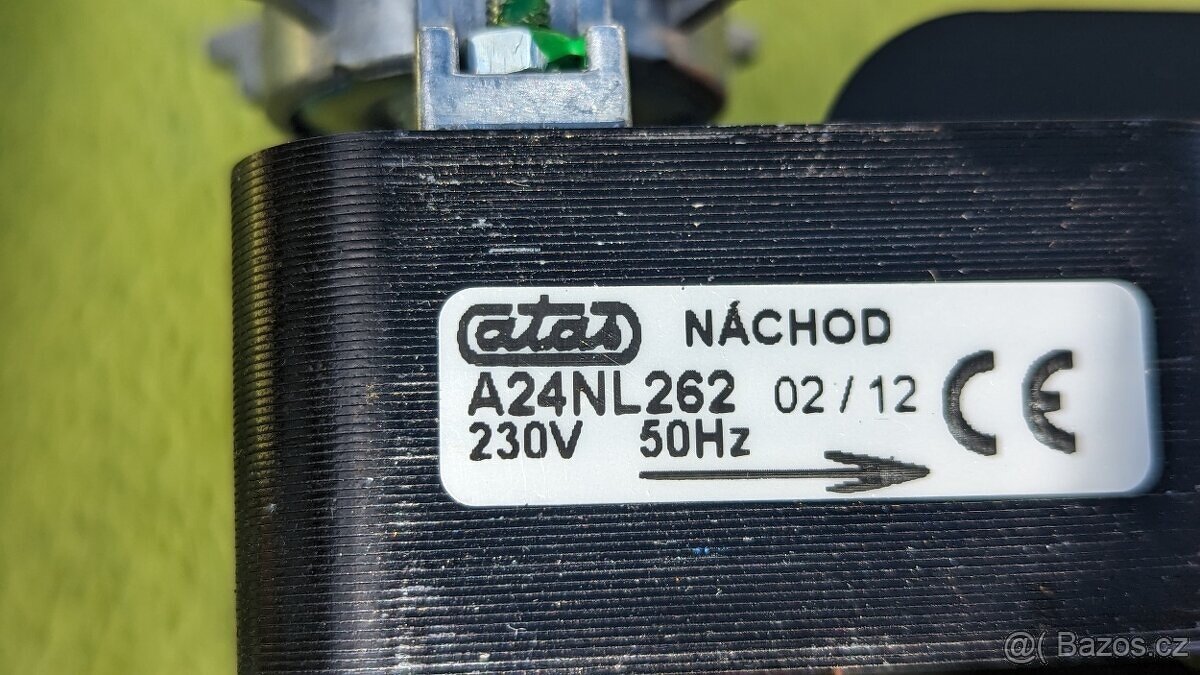 atas NÁCHOD
A24NL262 02/12
230V 50Hz
CE
@( Bazos.cz